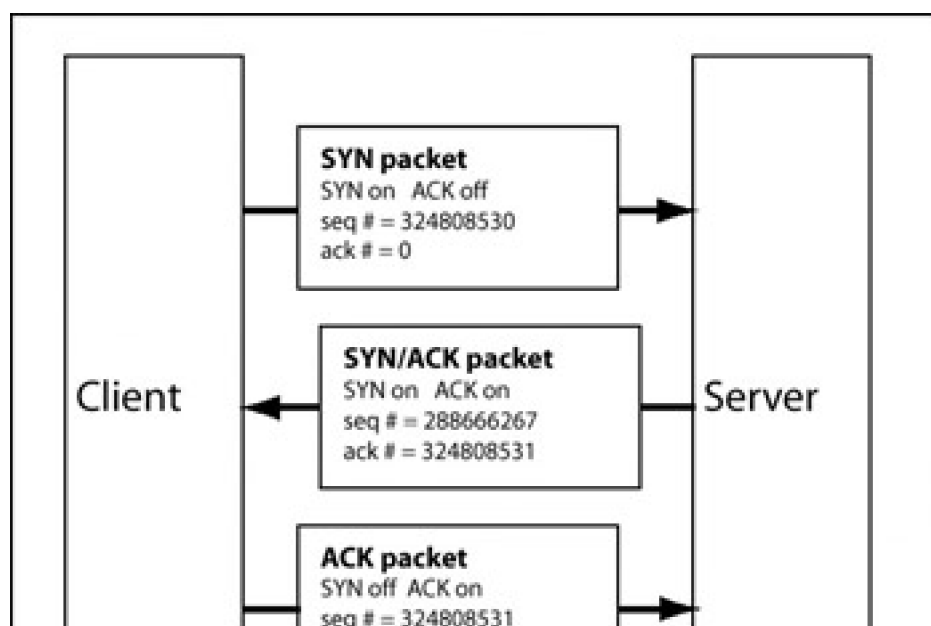 SYN packet
SYN on ACK off
seq # = 324808530
ack # = 0
SYN/ACK packet
SYN on ACK on
seq # = 288666267
ack # = 324808531
Client
Server
ACK packet
SYN off ACK on
seq # = 324808531